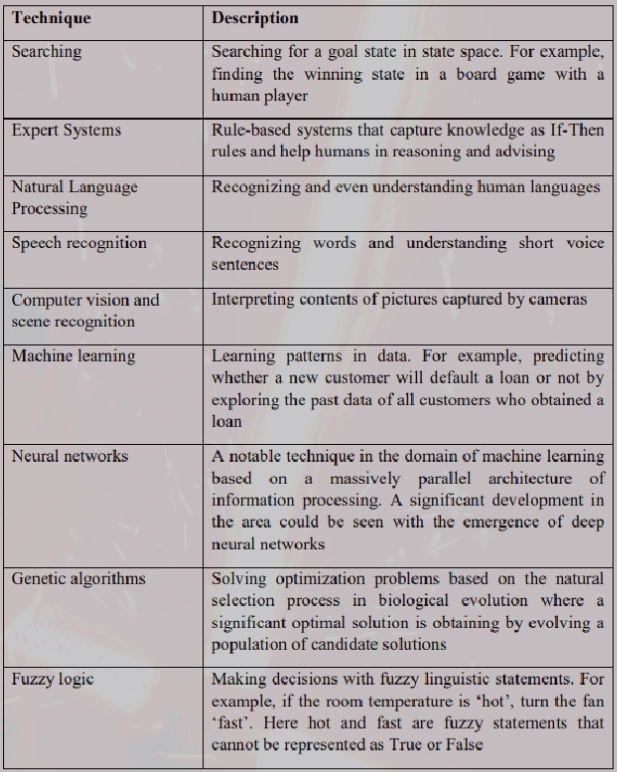 Technique Description
Searching Searching for a goal state in state space. For example,
finding the winning state in a board game with a
human player
Expert Systems Rule-based systems that capture knowledge as If-Then
rules and help humans in reasoning and advising
Natural Language Recognizing and even understanding human languages
Processing
Speech recognition Recognizing words and understanding short voice
sentences
Computer vision and Interpreting contents of pictures captured by cameras
scene recognition
Machine learning Learning patterns in data. For example, predicting
whether a new customer will default a loan or not by
exploring the past data of all customers who obtained a
loan
Neural networks A notable technique in the domain of machine learning
based on a massively parallel architecture of
information processing. A significant development in
the area could be seen with the emergence of deep
neural networks
Genetic algorithms Solving optimization problems based on the natural
selection process in biological evolution where a
significant optimal solution is obtaining by evolving a
population of candidate solutions
Fuzzy logic Making decisions with fuzzy linguistic statements. For
example, if the room temperature is ‘hot’, turn the fan
‘fast’. Here hot and fast are fuzzy statements that
cannot be represented as True or False